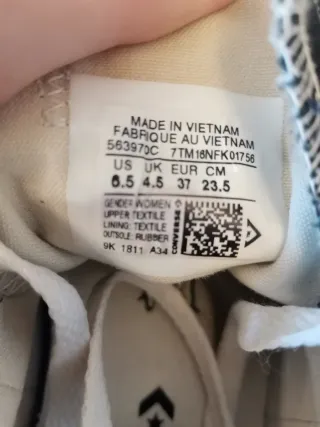 MADE IN VIETNAM
FABRIQUE AU VIETNAM
563970C 7TM16NFK01756
US UK EUR CM
6.5 4.5 37 23.5
GENDER:WOMEN
UPPER:TEXTILE
LINING: TEXTILE
OUTSOLE: RUBBER
9K 1811 A34
CONVERSE